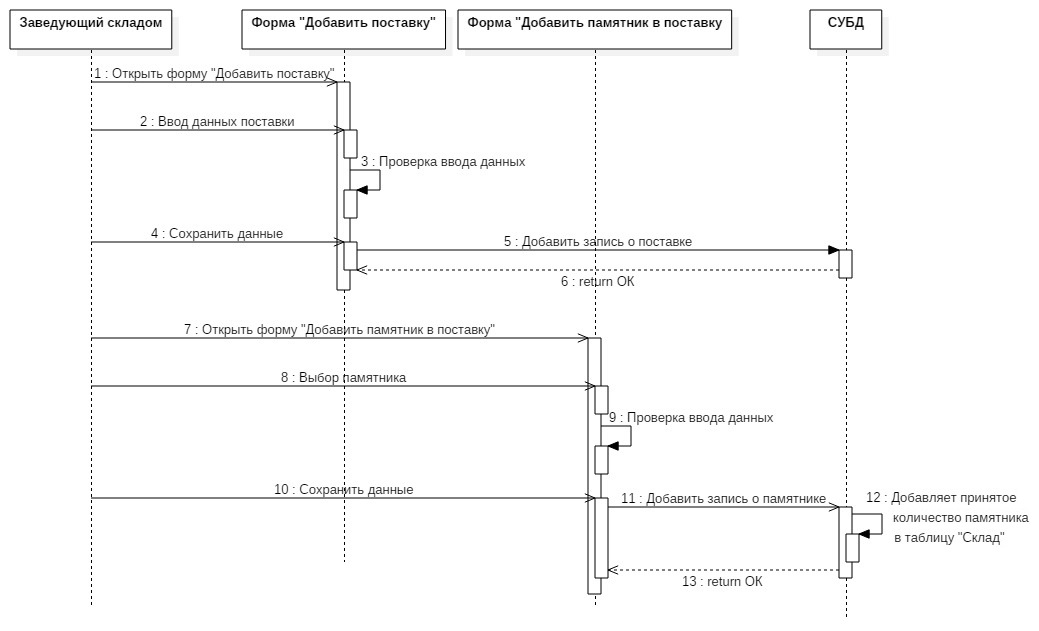 Заведующий складом
Форма "Добавить поставку"
Форма "Добавить памятник в поставку
СУБД
1 : Открыть форму "Добавить поставку"
2 : Ввод данных поставки
3 : Проверка ввода данных
4 : Сохранить данные
5 : Добавить запись о поставке
6 : return ОК
7 : Открыть форму "Добавить памятник в поставку"
8 : Выбор памятника
9 : Проверка ввода данных
10 : Сохранить данные
11 : Добавить запись о памятнике
12 : Добавляет принятое
количество памятника
в таблицу "Склад"
13 : return ОК